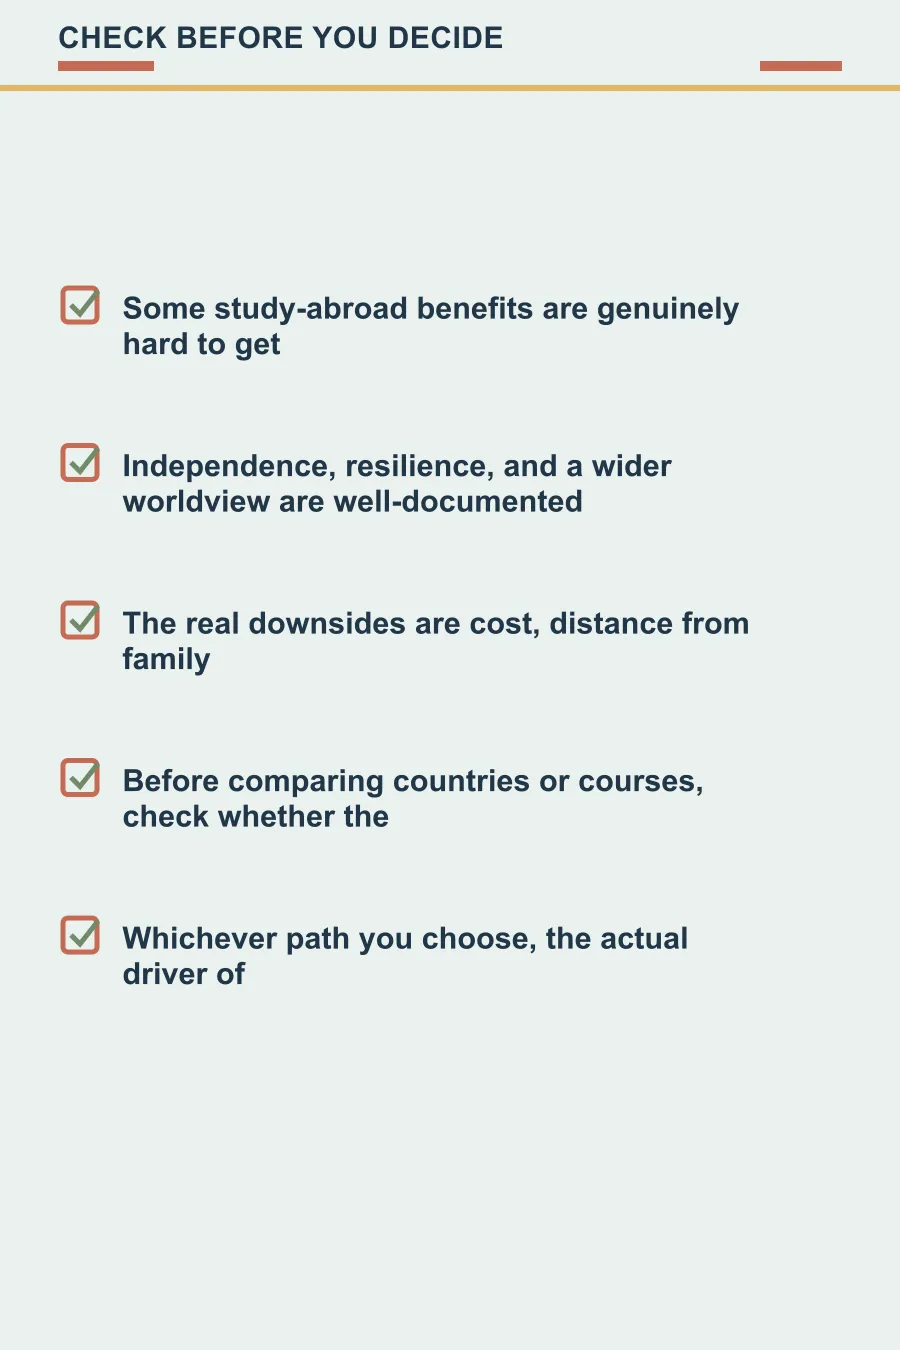 CHECK BEFORE YOU DECIDE
Some study-abroad benefits are genuinely
hard to get
Independence, resilience, and a wider
worldview are well-documented
The real downsides are cost, distance from
family
Before comparing countries or courses,
check whether the
Whichever path you choose, the actual
driver of